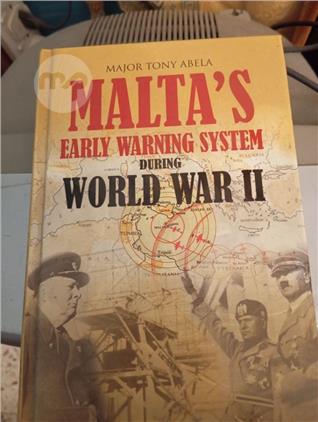 MAJOR TONY ABELA
MALTA'S
EARLY WARNING SYSTEM
DURING
WORLD WAR II